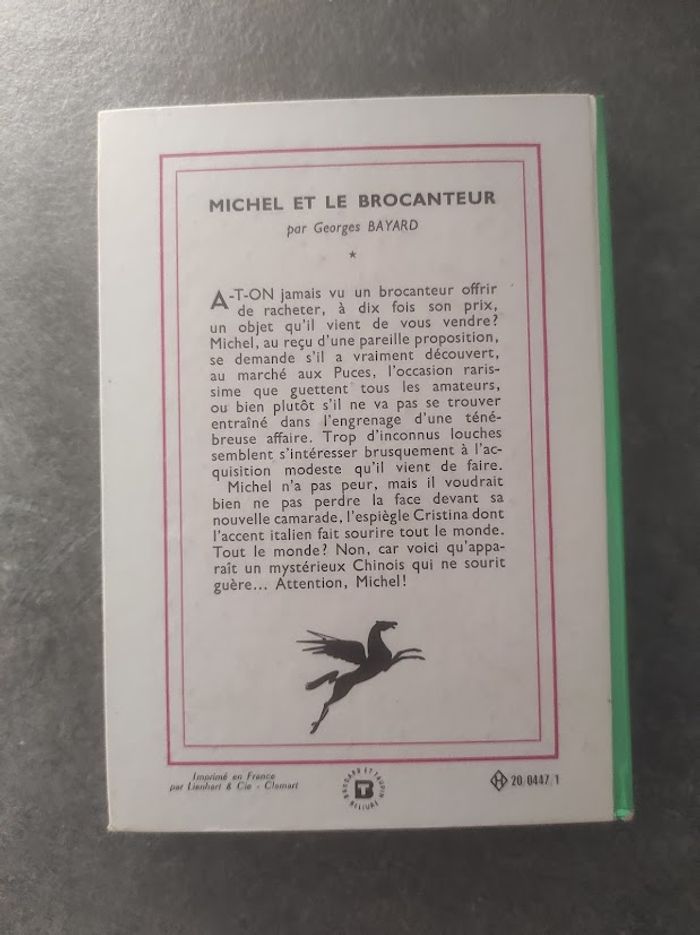 MICHEL ET LE BROCANTEUR
par Georges BAYARD
★
A-T-ON jamais vu un brocanteur offrir
de racheter, à dix fois son prix,
un objet qu'il vient de vous vendre?
Michel, au reçu d'une pareille proposition,
se demande s'il a vraiment découvert,
au marché aux Puces, l'occasion raris-
sime que guettent tous les amateurs,
ou bien plutôt s'il ne va pas se trouver
entraîné dans l'engrenage d'une téné-
breuse affaire. Trop d'inconnus louches
semblent s'intéresser brusquement à l'ac-
quisition modeste qu'il vient de faire.
Michel n'a pas peur, mais il voudrait
bien ne pas perdre la face devant sa
nouvelle camarade, l'espiègle Cristina dont
l'accent italien fait sourire tout le monde.
Tout le monde? Non, car voici qu'appa-
raît un mystérieux Chinois qui ne sourit
guère... Attention, Michel!
Imprimé en France
par Lienhart & Cie - Clamart
BRODARD ET TAUPIN
BT
RELIURE
H 20.0447.1